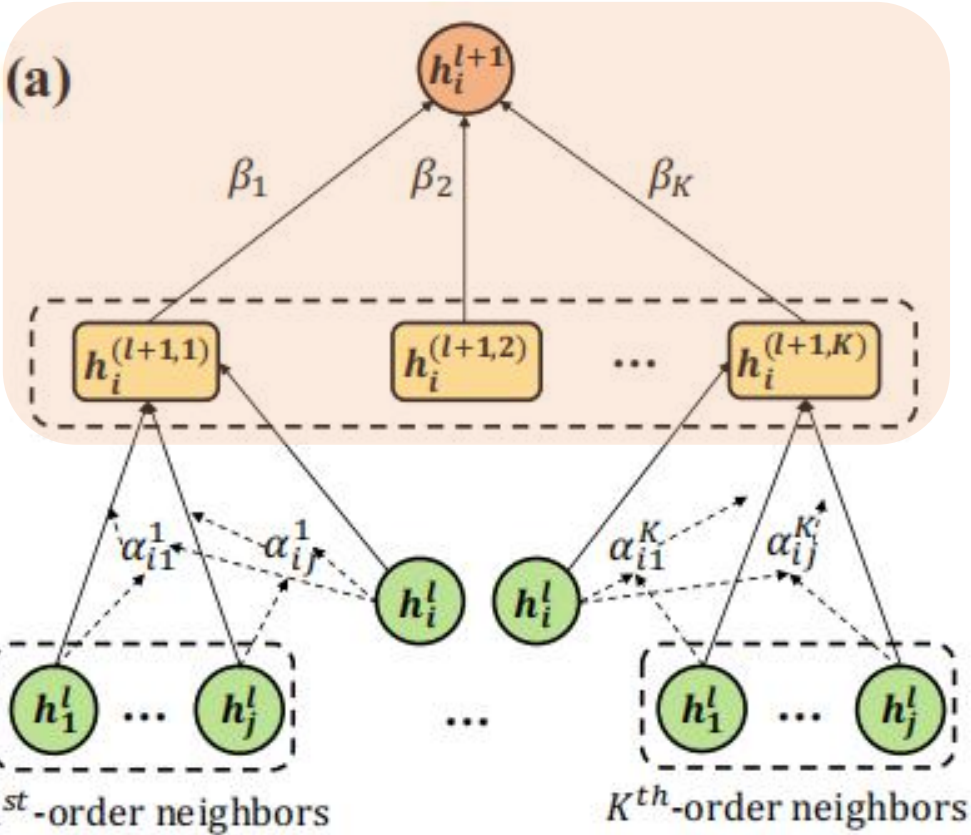 (a)
h_i^{l+1}
β_1 β_2 β_K
h_i^{(l+1,1)} h_i^{(l+1,2)} ... h_i^{(l+1,K)}
α_{i1}^1 α_{ij}^1 α_{i1}^K α_{ij}^K
h_i^l h_i^l
h_1^l ... h_j^l ... h_1^l ... h_j^l
^{st}-order neighbors K^{th}-order neighbors